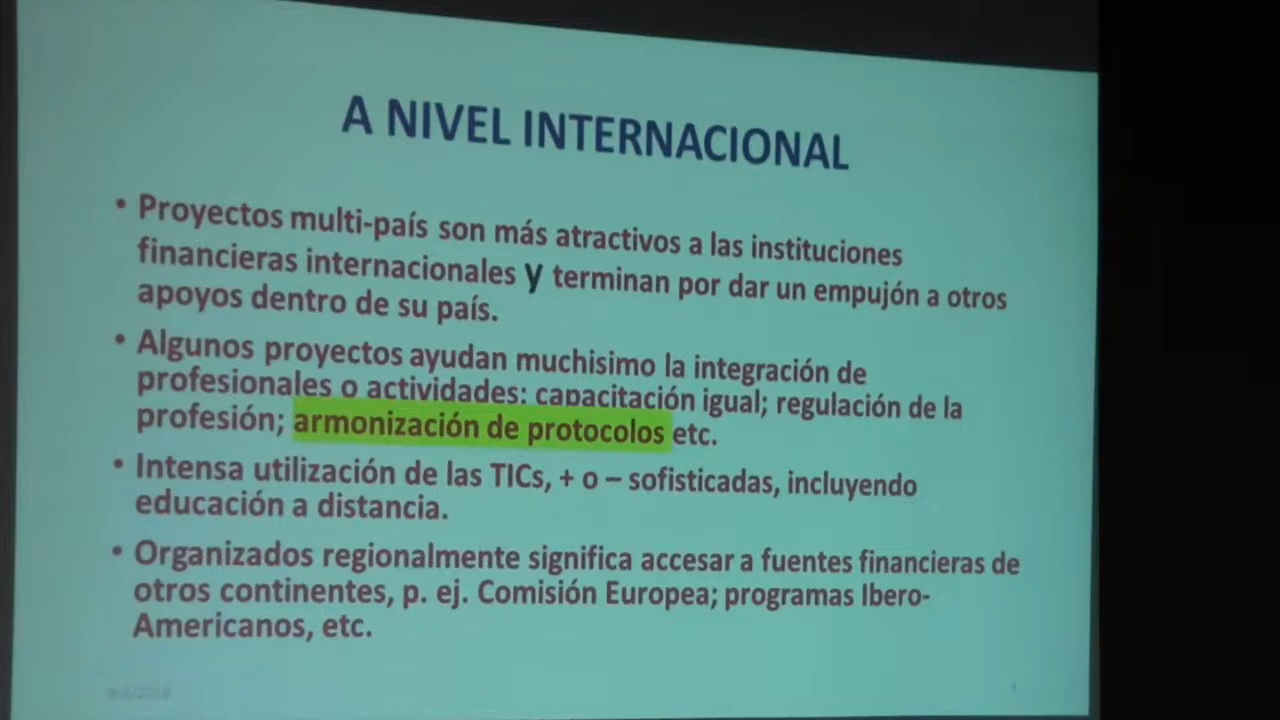 A NIVEL INTERNACIONAL
• Proyectos multi-país son más atractivos a las instituciones
financieras internacionales y terminan por dar un empujón a otros
apoyos dentro de su país.
• Algunos proyectos ayudan muchisimo la integración de
profesionales o actividades: capacitación igual; regulación de la
profesión; armonización de protocolos etc.
• Intensa utilización de las TICs, + o – sofisticadas, incluyendo
educación a distancia.
• Organizados regionalmente significa accesar a fuentes financieras de
otros continentes, p. ej. Comisión Europea; programas Ibero-
Americanos, etc.